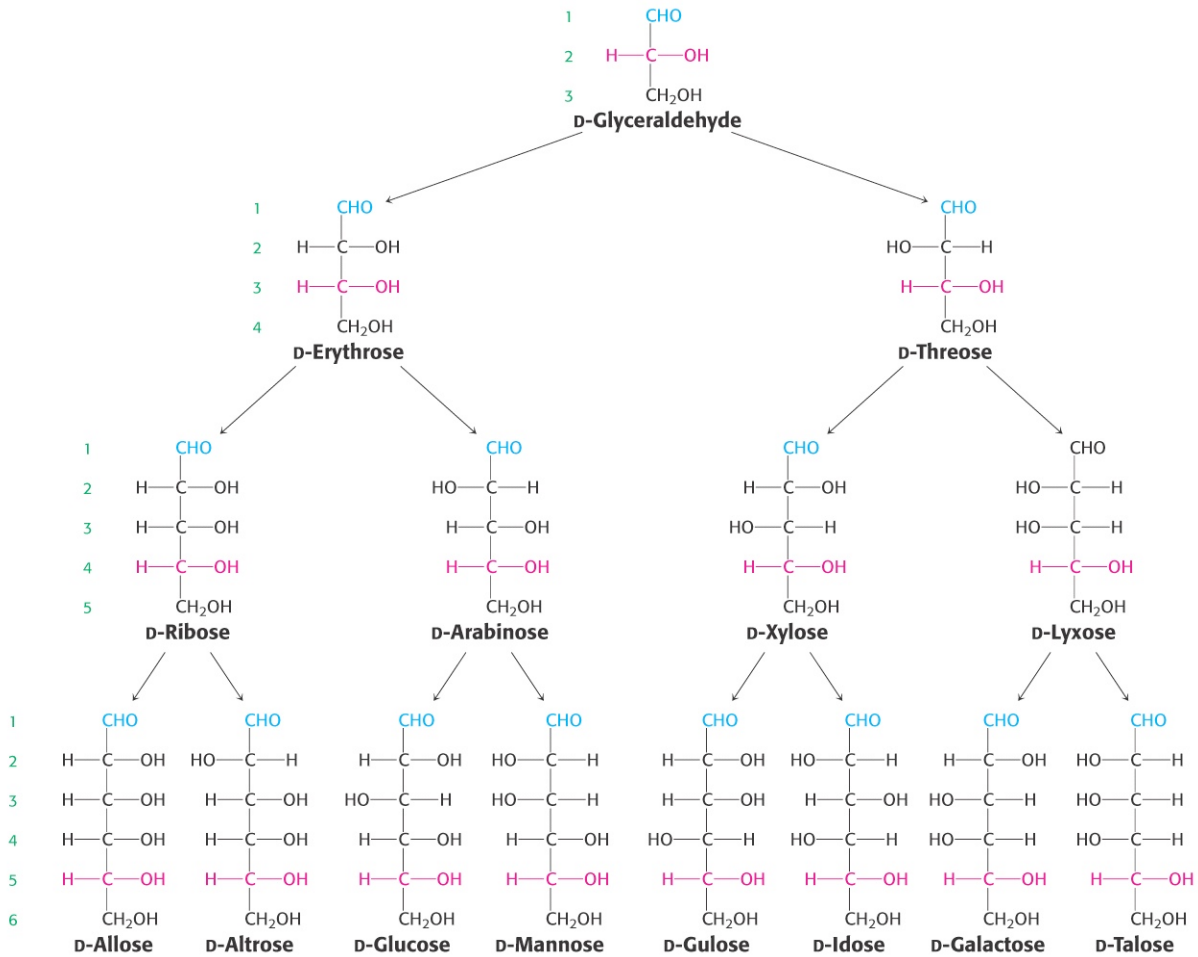 1 CHO
2 H—C—OH
3 CH₂OH
D-Glyceraldehyde
1 CHO CHO
2 H—C—OH HO—C—H
3 H—C—OH H—C—OH
4 CH₂OH CH₂OH
D-Erythrose D-Threose
1 CHO CHO CHO CHO
2 H—C—OH HO—C—H H—C—OH HO—C—H
3 H—C—OH H—C—OH HO—C—H HO—C—H
4 H—C—OH H—C—OH H—C—OH H—C—OH
5 CH₂OH CH₂OH CH₂OH CH₂OH
D-Ribose D-Arabinose D-Xylose D-Lyxose
1 CHO CHO CHO CHO CHO CHO CHO CHO
2 H—C—OH HO—C—H H—C—OH HO—C—H H—C—OH HO—C—H H—C—OH HO—C—H
3 H—C—OH H—C—OH HO—C—H HO—C—H H—C—OH H—C—OH HO—C—H HO—C—H
4 H—C—OH H—C—OH H—C—OH H—C—OH HO—C—H HO—C—H HO—C—H HO—C—H
5 H—C—OH H—C—OH H—C—OH H—C—OH H—C—OH H—C—OH H—C—OH H—C—OH
6 CH₂OH CH₂OH CH₂OH CH₂OH CH₂OH CH₂OH CH₂OH CH₂OH
D-Allose D-Altrose D-Glucose D-Mannose D-Gulose D-Idose D-Galactose D-Talose